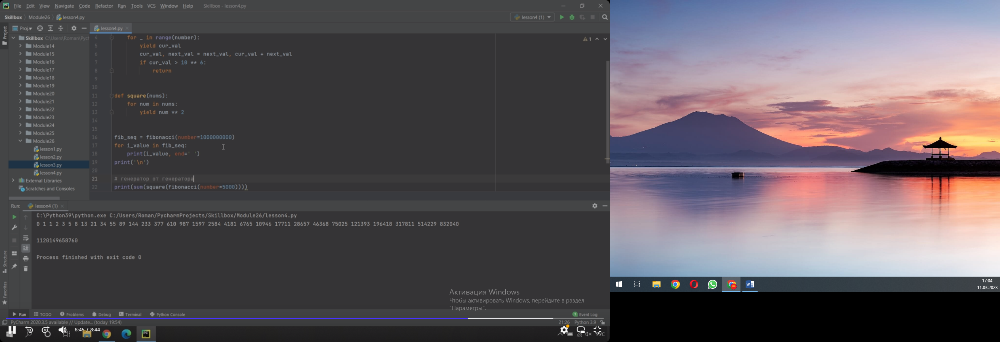 File Edit View Navigate Code Refactor Run Tools VCS Window Help Skillbox - lesson4.py
Skillbox Module26 lesson4.py lesson4 (1)
Project
Proj... lesson4.py
Skillbox C:\Users\Roman\Pych
Module14
Module15
Module16
Module17
Module18
Module19
Module20
Module21
Module22
Module23
Module24
Module25
Module26
lesson1.py
lesson2.py
lesson3.py
lesson4.py
External Libraries
Scratches and Consoles
4 for _ in range(number):
5 yield cur_val
6 cur_val, next_val = next_val, cur_val + next_val
7 if cur_val > 10 ** 6:
8 return
9
10
11 def square(nums):
12 for num in nums:
13 yield num ** 2
14
15
16 fib_seq = fibonacci(number=1000000000)
17 for i_value in fib_seq:
18 print(i_value, end=' ')
19 print('\n')
20
21 # генератор от генератора
22 print(sum(square(fibonacci(number=5000))))
1
Run: lesson4 (1)
C:\Python39\python.exe C:/Users/Roman/PycharmProjects/Skillbox/Module26/lesson4.py
0 1 1 2 3 5 8 13 21 34 55 89 144 233 377 610 987 1597 2584 4181 6765 10946 17711 28657 46368 75025 121393 196418 317811 514229 832040
1120149658760
Process finished with exit code 0
Structure
Favorites
Активация Windows
Чтобы активировать Windows, перейдите в раздел
"Параметры".
Run TODO Problems Debug Terminal Python Console 1 Event Log
PyCharm 2020.3.5 available // Update... (today 19:54) 21:26 Python 3.9
10 10 6:45 / 8:44 PC РУС
W
17:04
11.03.2023